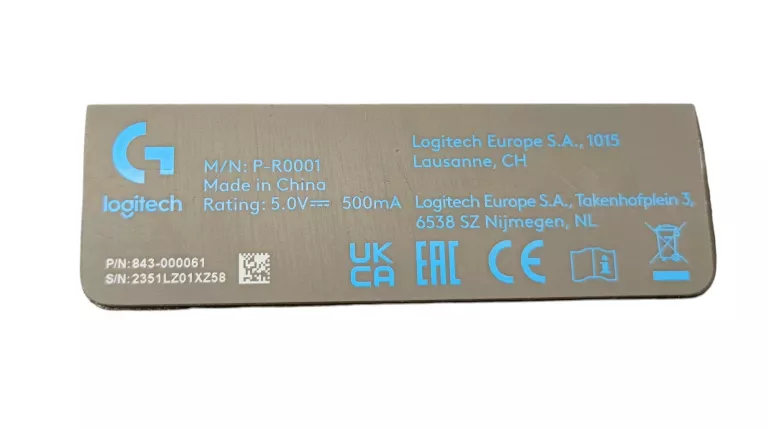 logitech
M/N: P-R0001
Made in China
Rating: 5.0V⎓ 500mA
Logitech Europe S.A., 1015
Lausanne, CH
Logitech Europe S.A., Takenhofplein 3,
6538 SZ Nijmegen, NL
P/N:843-000061
S/N:2351LZ01XZ58
UK
CA
EAC
CE